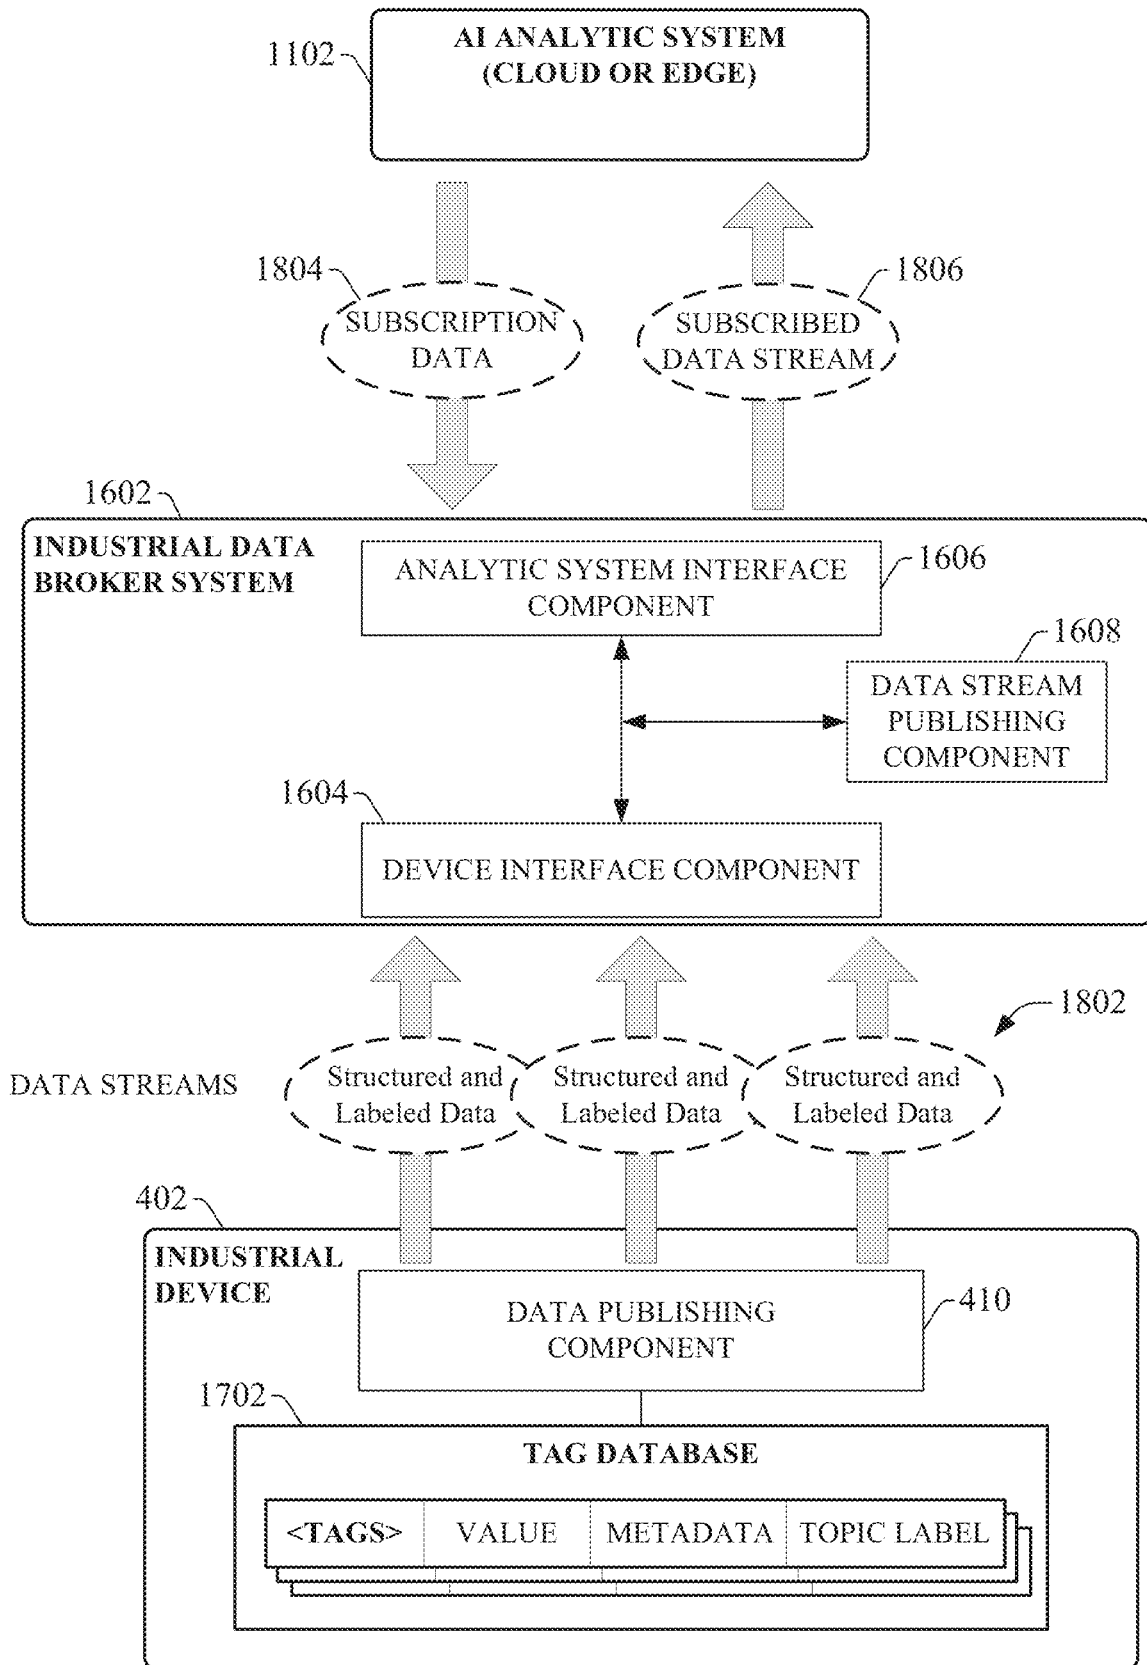 AI ANALYTIC SYSTEM
(CLOUD OR EDGE)
1102
1804
SUBSCRIPTION
DATA
1806
SUBSCRIBED
DATA STREAM
1602
INDUSTRIAL DATA
BROKER SYSTEM
ANALYTIC SYSTEM INTERFACE
COMPONENT
1606
1608
DATA STREAM
PUBLISHING
COMPONENT
1604
DEVICE INTERFACE COMPONENT
1802
DATA STREAMS
Structured and
Labeled Data
Structured and
Labeled Data
Structured and
Labeled Data
402
INDUSTRIAL
DEVICE
DATA PUBLISHING
COMPONENT
410
1702
TAG DATABASE
<TAGS> VALUE METADATA TOPIC LABEL